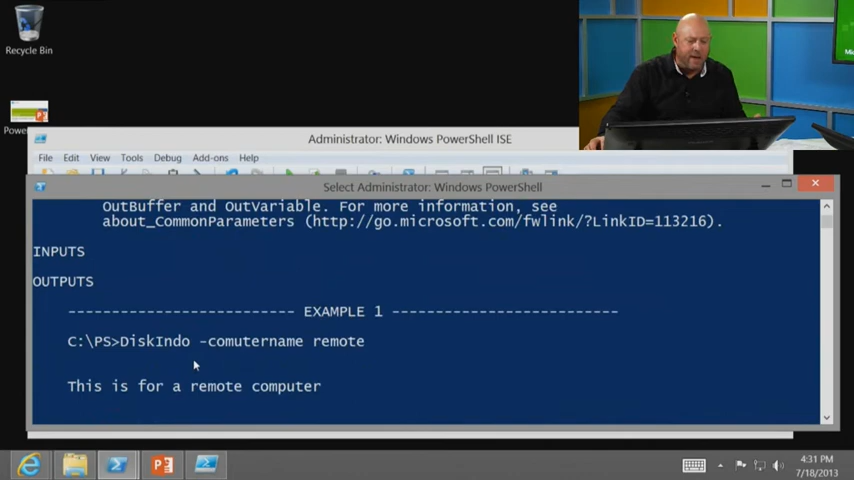 Recycle Bin
Power
Mic
Administrator: Windows PowerShell ISE
File Edit View Tools Debug Add-ons Help
Select Administrator: Windows PowerShell
OutBuffer and OutVariable. For more information, see
about_CommonParameters (http://go.microsoft.com/fwlink/?LinkID=113216).
INPUTS
OUTPUTS
-------------------------- EXAMPLE 1 --------------------------
C:\PS>DiskIndo -comutername remote
This is for a remote computer
4:31 PM
7/18/2013